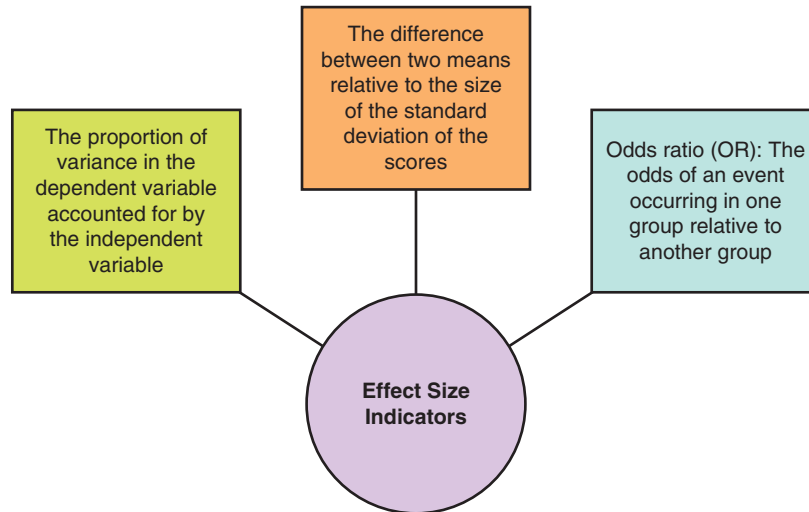 The proportion of
variance in the
dependent variable
accounted for by
the independent
variable
The difference
between two means
relative to the size
of the standard
deviation of the
scores
Odds ratio (OR): The
odds of an event
occurring in one
group relative to
another group
Effect Size
Indicators